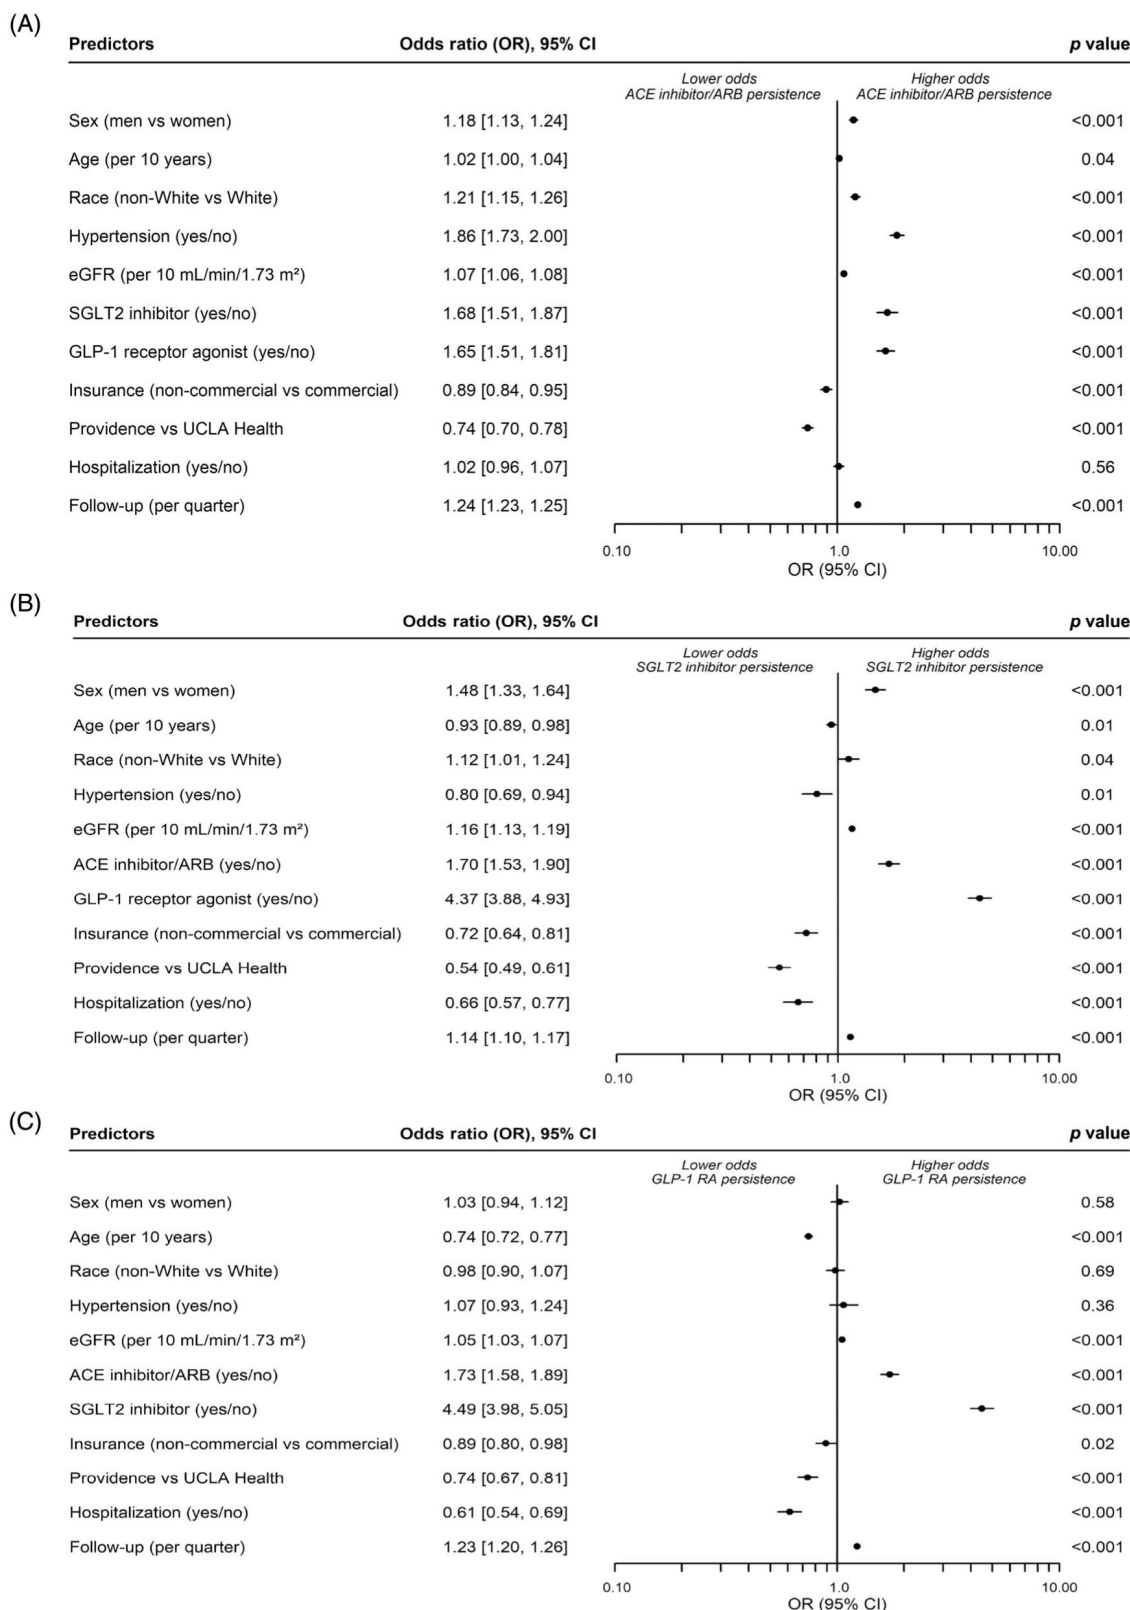 (A)
Predictors Odds ratio (OR), 95% CI p value
Lower odds Higher odds
ACE inhibitor/ARB persistence ACE inhibitor/ARB persistence
Sex (men vs women) 1.18 [1.13, 1.24] <0.001
Age (per 10 years) 1.02 [1.00, 1.04] 0.04
Race (non-White vs White) 1.21 [1.15, 1.26] <0.001
Hypertension (yes/no) 1.86 [1.73, 2.00] <0.001
eGFR (per 10 mL/min/1.73 m²) 1.07 [1.06, 1.08] <0.001
SGLT2 inhibitor (yes/no) 1.68 [1.51, 1.87] <0.001
GLP-1 receptor agonist (yes/no) 1.65 [1.51, 1.81] <0.001
Insurance (non-commercial vs commercial) 0.89 [0.84, 0.95] <0.001
Providence vs UCLA Health 0.74 [0.70, 0.78] <0.001
Hospitalization (yes/no) 1.02 [0.96, 1.07] 0.56
Follow-up (per quarter) 1.24 [1.23, 1.25] <0.001
0.10 1.0 10.00
OR (95% CI)
(B)
Predictors Odds ratio (OR), 95% CI p value
Lower odds Higher odds
SGLT2 inhibitor persistence SGLT2 inhibitor persistence
Sex (men vs women) 1.48 [1.33, 1.64] <0.001
Age (per 10 years) 0.93 [0.89, 0.98] 0.01
Race (non-White vs White) 1.12 [1.01, 1.24] 0.04
Hypertension (yes/no) 0.80 [0.69, 0.94] 0.01
eGFR (per 10 mL/min/1.73 m²) 1.16 [1.13, 1.19] <0.001
ACE inhibitor/ARB (yes/no) 1.70 [1.53, 1.90] <0.001
GLP-1 receptor agonist (yes/no) 4.37 [3.88, 4.93] <0.001
Insurance (non-commercial vs commercial) 0.72 [0.64, 0.81] <0.001
Providence vs UCLA Health 0.54 [0.49, 0.61] <0.001
Hospitalization (yes/no) 0.66 [0.57, 0.77] <0.001
Follow-up (per quarter) 1.14 [1.10, 1.17] <0.001
0.10 1.0 10.00
OR (95% CI)
(C)
Predictors Odds ratio (OR), 95% CI p value
Lower odds Higher odds
GLP-1 RA persistence GLP-1 RA persistence
Sex (men vs women) 1.03 [0.94, 1.12] 0.58
Age (per 10 years) 0.74 [0.72, 0.77] <0.001
Race (non-White vs White) 0.98 [0.90, 1.07] 0.69
Hypertension (yes/no) 1.07 [0.93, 1.24] 0.36
eGFR (per 10 mL/min/1.73 m²) 1.05 [1.03, 1.07] <0.001
ACE inhibitor/ARB (yes/no) 1.73 [1.58, 1.89] <0.001
SGLT2 inhibitor (yes/no) 4.49 [3.98, 5.05] <0.001
Insurance (non-commercial vs commercial) 0.89 [0.80, 0.98] 0.02
Providence vs UCLA Health 0.74 [0.67, 0.81] <0.001
Hospitalization (yes/no) 0.61 [0.54, 0.69] <0.001
Follow-up (per quarter) 1.23 [1.20, 1.26] <0.001
0.10 1.0 10.00
OR (95% CI)